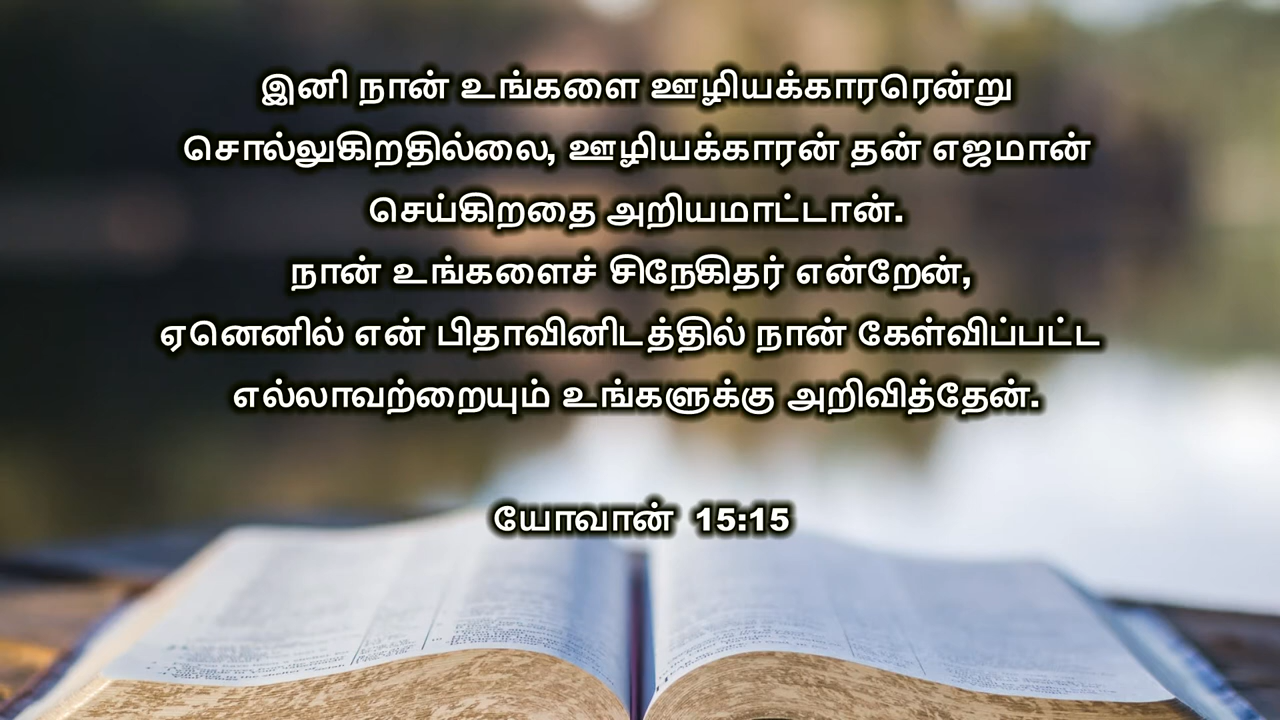 இனி நான் உங்களை ஊழியக்காரரென்று
சொல்லுகிறதில்லை, ஊழியக்காரன் தன் எஜமான்
செய்கிறதை அறியமாட்டான்.
நான் உங்களைச் சிநேகிதர் என்றேன்,
ஏனெனில் என் பிதாவினிடத்தில் நான் கேள்விப்பட்ட
எல்லாவற்றையும் உங்களுக்கு அறிவித்தேன்.
யோவான் 15:15